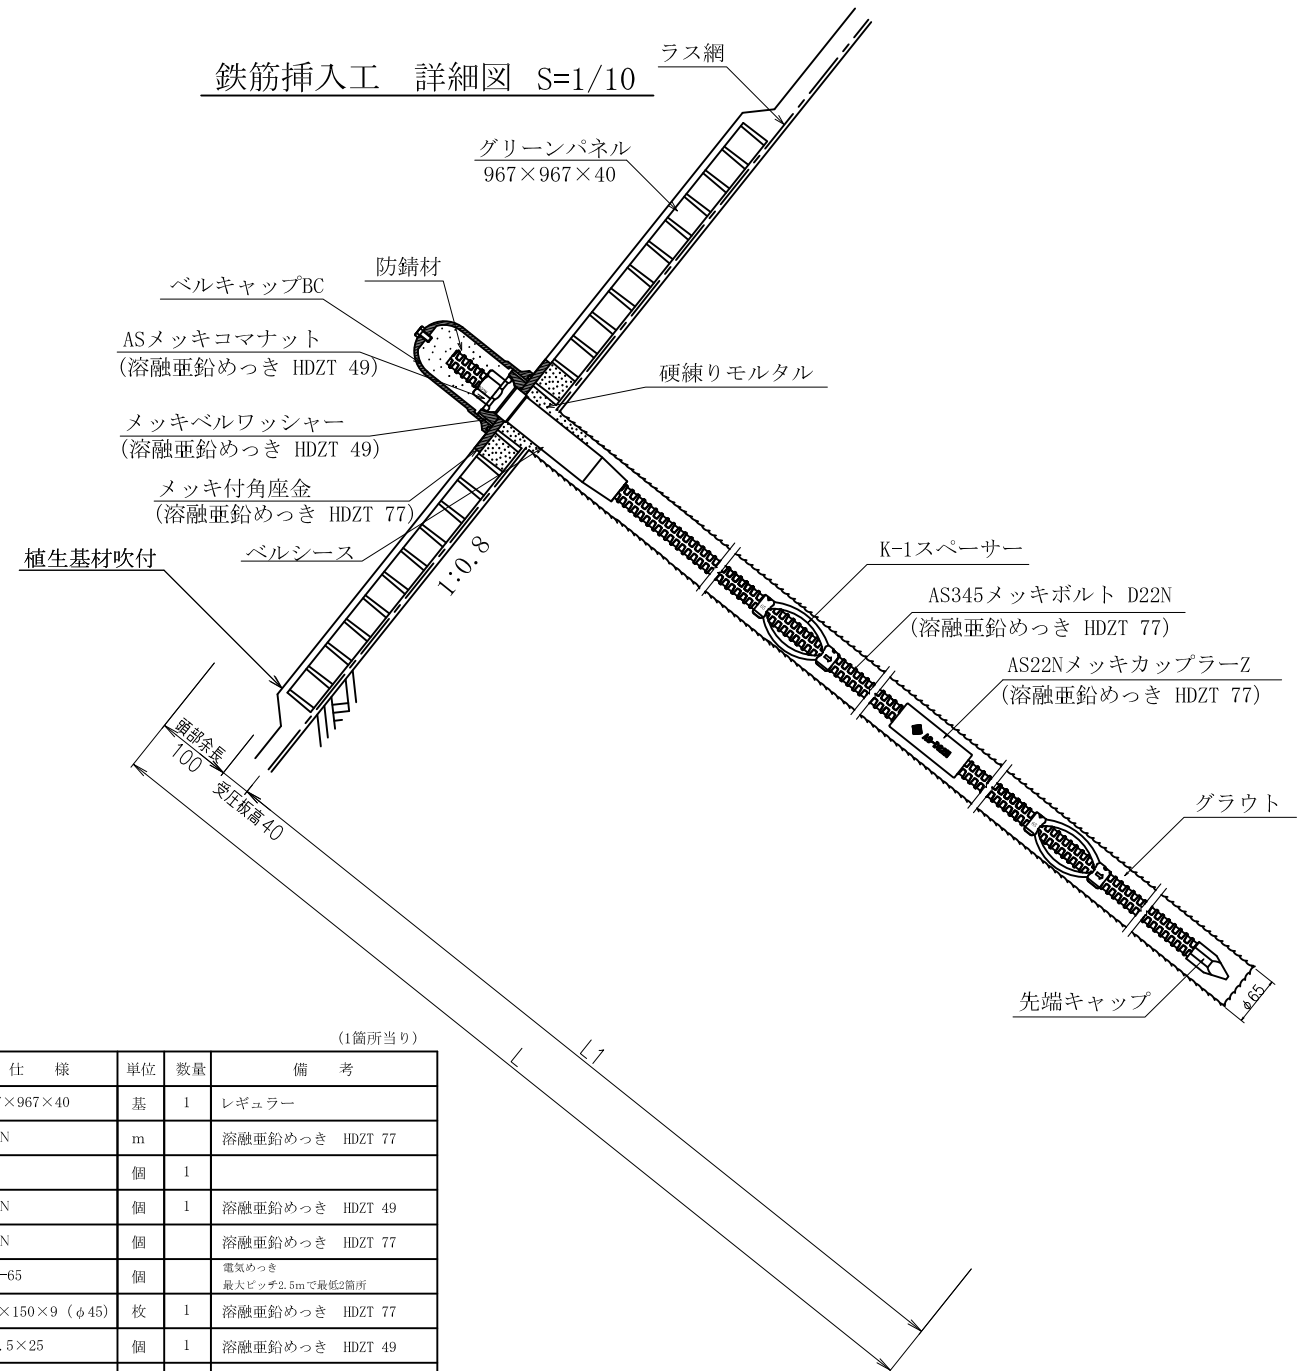 鉄筋挿入工　詳細図　S=1/10
ラス網
グリーンパネル
967×967×40
防錆材
ベルキャップBC
ASメッキコマナット
(溶融亜鉛めっき HDZT 49)
硬練りモルタル
メッキベルワッシャー
(溶融亜鉛めっき HDZT 49)
メッキ付角座金
(溶融亜鉛めっき HDZT 77)
ベルシース
植生基材吹付
1:0.8
K-1スペーサー
AS345メッキボルト D22N
(溶融亜鉛めっき HDZT 77)
AS22NメッキカップラーZ
(溶融亜鉛めっき HDZT 77)
頭部余長
100
受圧板高40
グラウト
先端キャップ
φ65
L
L1
(1箇所当り)
仕　様 単位 数量 備　考
×967×40 基 1 レギュラー
N m 溶融亜鉛めっき HDZT 77
個 1
N 個 1 溶融亜鉛めっき HDZT 49
N 個 溶融亜鉛めっき HDZT 77
-65 個 電気めっき
最大ピッチ2.5mで最低2箇所
×150×9 (φ45) 枚 1 溶融亜鉛めっき HDZT 77
.5×25 個 1 溶融亜鉛めっき HDZT 49